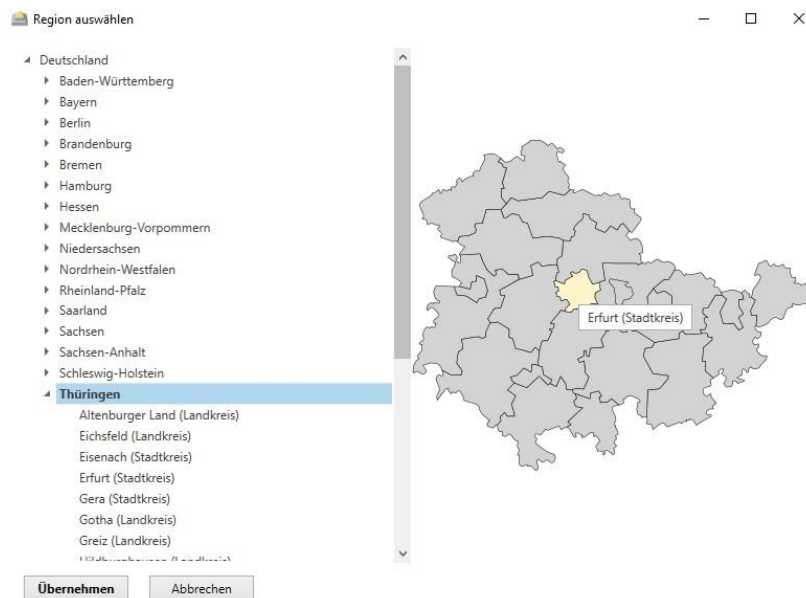 Region auswählen
Deutschland
Baden-Württemberg
Bayern
Berlin
Brandenburg
Bremen
Hamburg
Hessen
Mecklenburg-Vorpommern
Niedersachsen
Nordrhein-Westfalen
Rheinland-Pfalz
Saarland
Sachsen
Sachsen-Anhalt
Schleswig-Holstein
Thüringen
Altenburger Land (Landkreis)
Eichsfeld (Landkreis)
Eisenach (Stadtkreis)
Erfurt (Stadtkreis)
Gera (Stadtkreis)
Gotha (Landkreis)
Greiz (Landkreis)
Hildburghausen (Landkreis)
Erfurt (Stadtkreis)
Übernehmen
Abbrechen